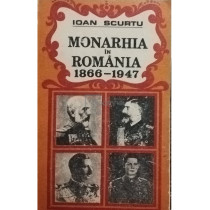 IOAN SCURTU
MONARHIA
în
ROMÂNIA
1866-1947